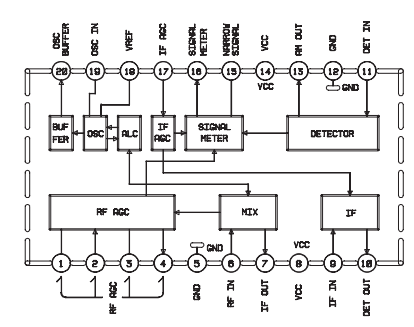 OSC
BUFFER
OSC IN
VREF
IF AGC
SIGNAL
METER
NARROW
SIGNAL
VCC
AM OUT
GND
DET IN
20
19
18
17
16
15
14
13
12
11
VCC
GND
BUF
FER
OSC
ALC
IF
AGC
SIGNAL
METER
DETECTOR
RF AGC
MIX
IF
GND
VCC
1
2
3
4
5
6
7
8
9
10
RF AGC
GND
RF IN
IF OUT
VCC
IF IN
DET OUT